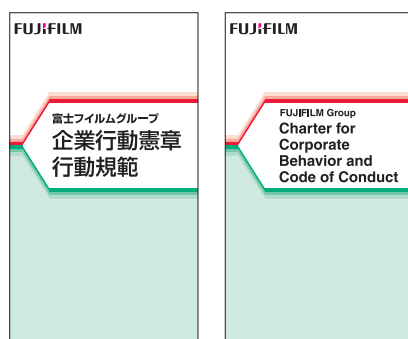 FUJIFILM
富士フイルムグループ
企業行動憲章
行動規範
FUJIFILM
FUJIFILM Group
Charter for
Corporate
Behavior and
Code of Conduct